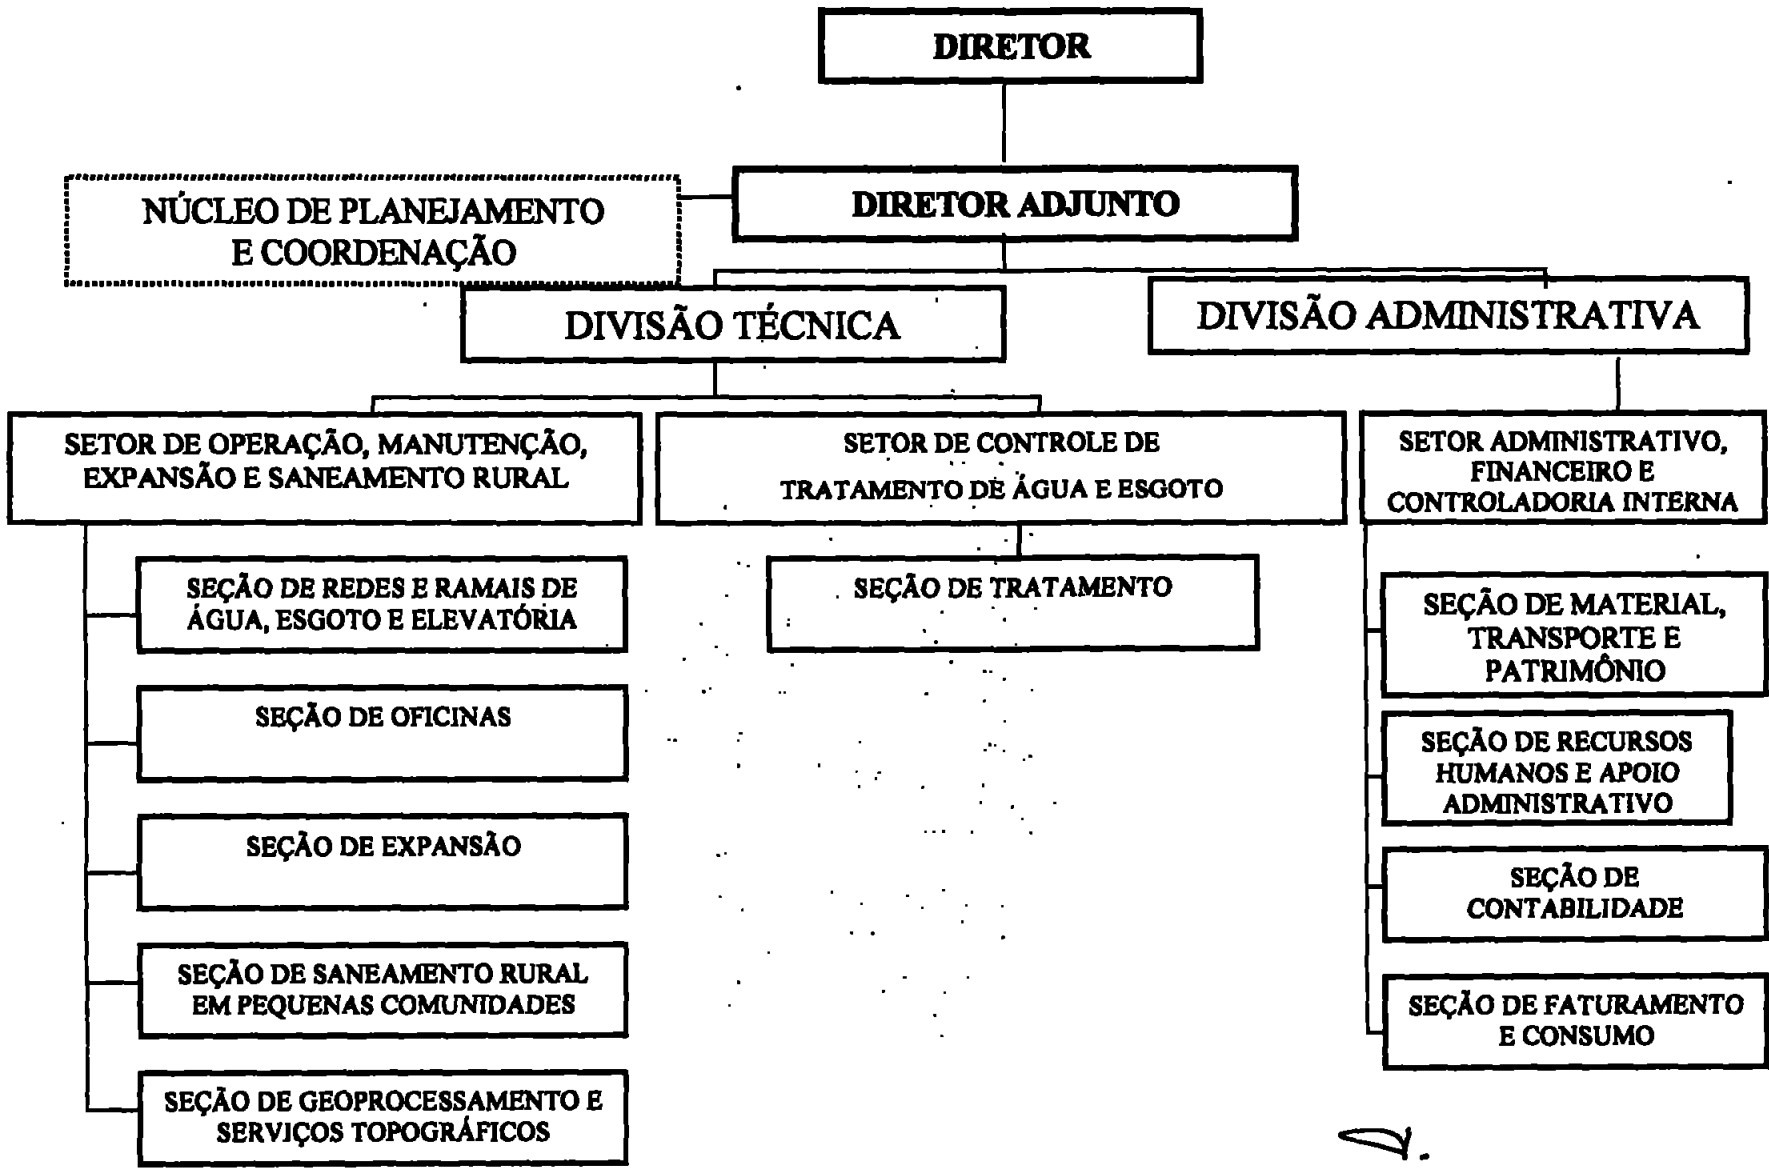 DIRETOR
NÚCLEO DE PLANEJAMENTO
E COORDENAÇÃO
DIRETOR ADJUNTO
DIVISÃO TÉCNICA
DIVISÃO ADMINISTRATIVA
SETOR DE OPERAÇÃO, MANUTENÇÃO,
EXPANSÃO E SANEAMENTO RURAL
SETOR DE CONTROLE DE
TRATAMENTO DE ÁGUA E ESGOTO
SETOR ADMINISTRATIVO,
FINANCEIRO E
CONTROLADORIA INTERNA
SEÇÃO DE REDES E RAMAIS DE
ÁGUA, ESGOTO E ELEVATÓRIA
SEÇÃO DE OFICINAS
SEÇÃO DE EXPANSÃO
SEÇÃO DE SANEAMENTO RURAL
EM PEQUENAS COMUNIDADES
SEÇÃO DE GEOPROCESSAMENTO E
SERVIÇOS TOPOGRÁFICOS
SEÇÃO DE TRATAMENTO
SEÇÃO DE MATERIAL,
TRANSPORTE E
PATRIMÔNIO
SEÇÃO DE RECURSOS
HUMANOS E APOIO
ADMINISTRATIVO
SEÇÃO DE
CONTABILIDADE
SEÇÃO DE FATURAMENTO
E CONSUMO